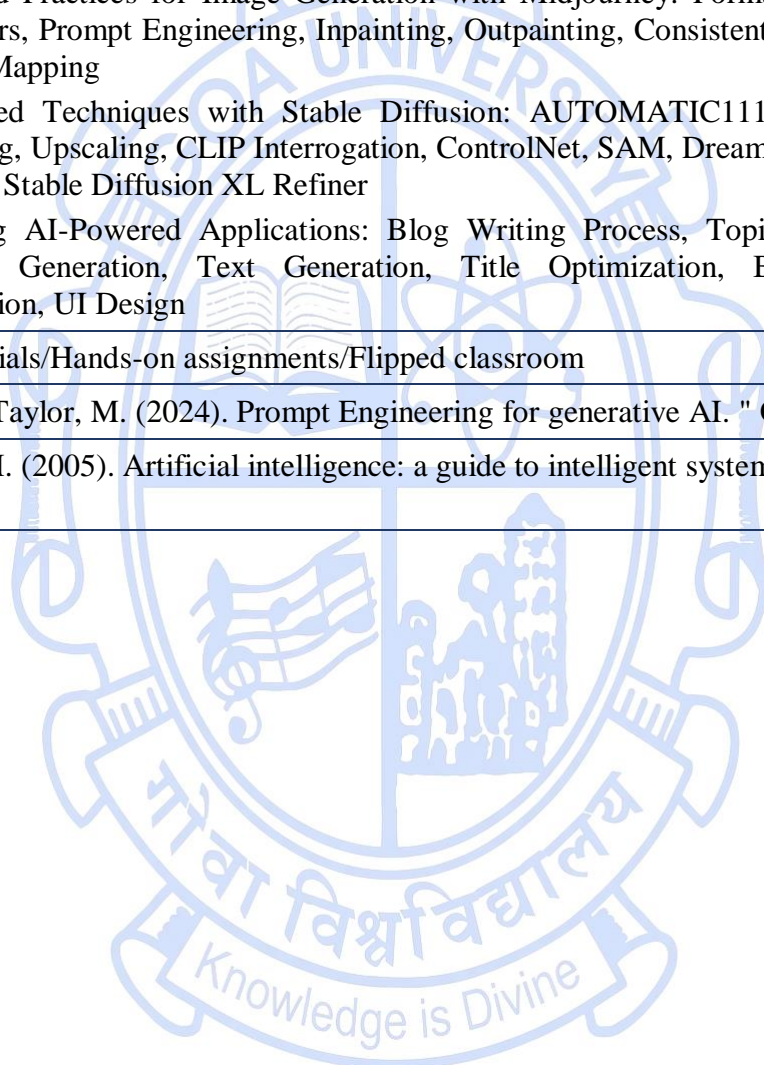 Practices for Image Generation with Midjourney:
rs, Prompt Engineering, Inpainting, Outpainting, Consistent
Mapping
ed Techniques with Stable Diffusion: AUTOMATIC111
g, Upscaling, CLIP Interrogation, ControlNet, SAM, Dream
Stable Diffusion XL Refiner
g AI-Powered Applications: Blog Writing Process, Topi
Generation, Text Generation, Title Optimization,
ion, UI Design
ials/Hands-on assignments/Flipped classroom
Taylor, M. (2024). Prompt Engineering for generative AI. "
(2005). Artificial intelligence: a guide to intelligent system
GOA UNIVERSITY
गोंवा विश्वविद्यालय
Knowledge is Divine